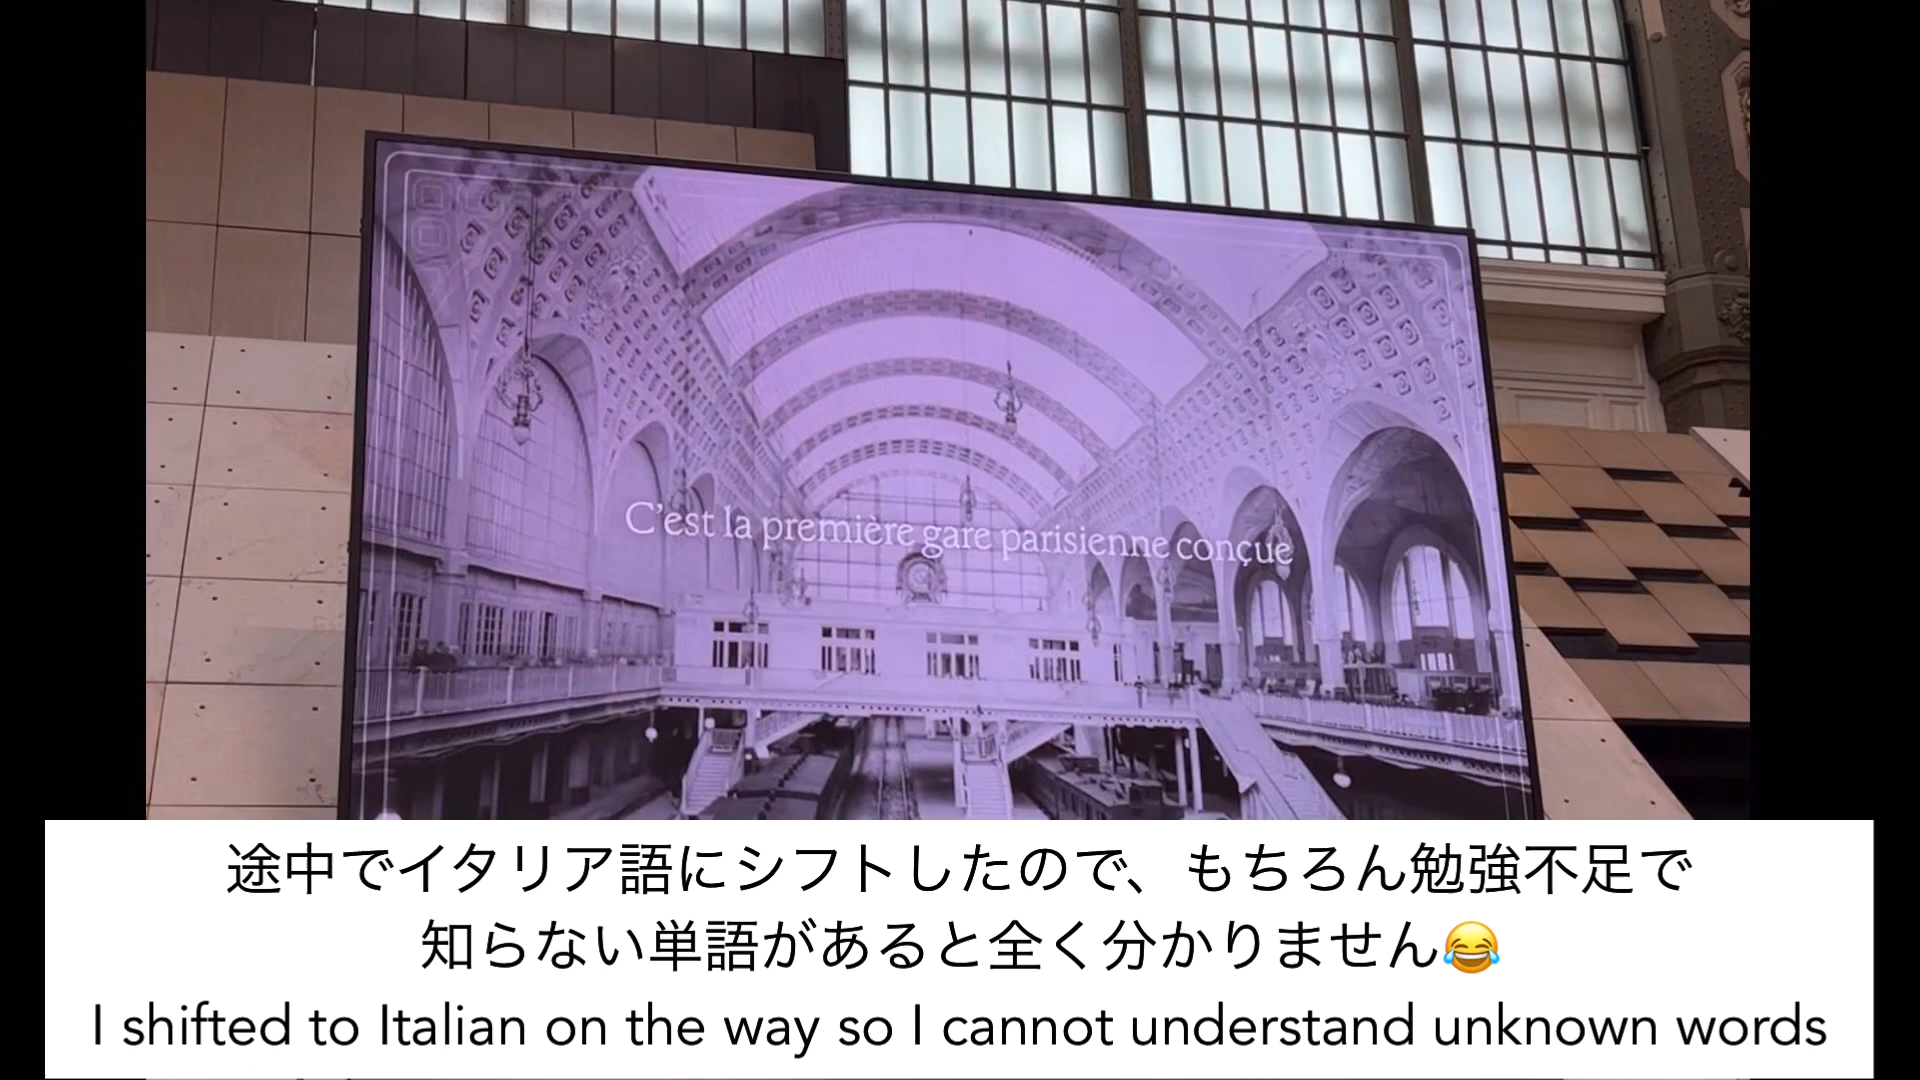 C'est la première gare parisienne conçue
途中でイタリア語にシフトしたので、もちろん勉強不足で
知らない単語があると全く分かりません😂
I shifted to Italian on the way so I cannot understand unknown words